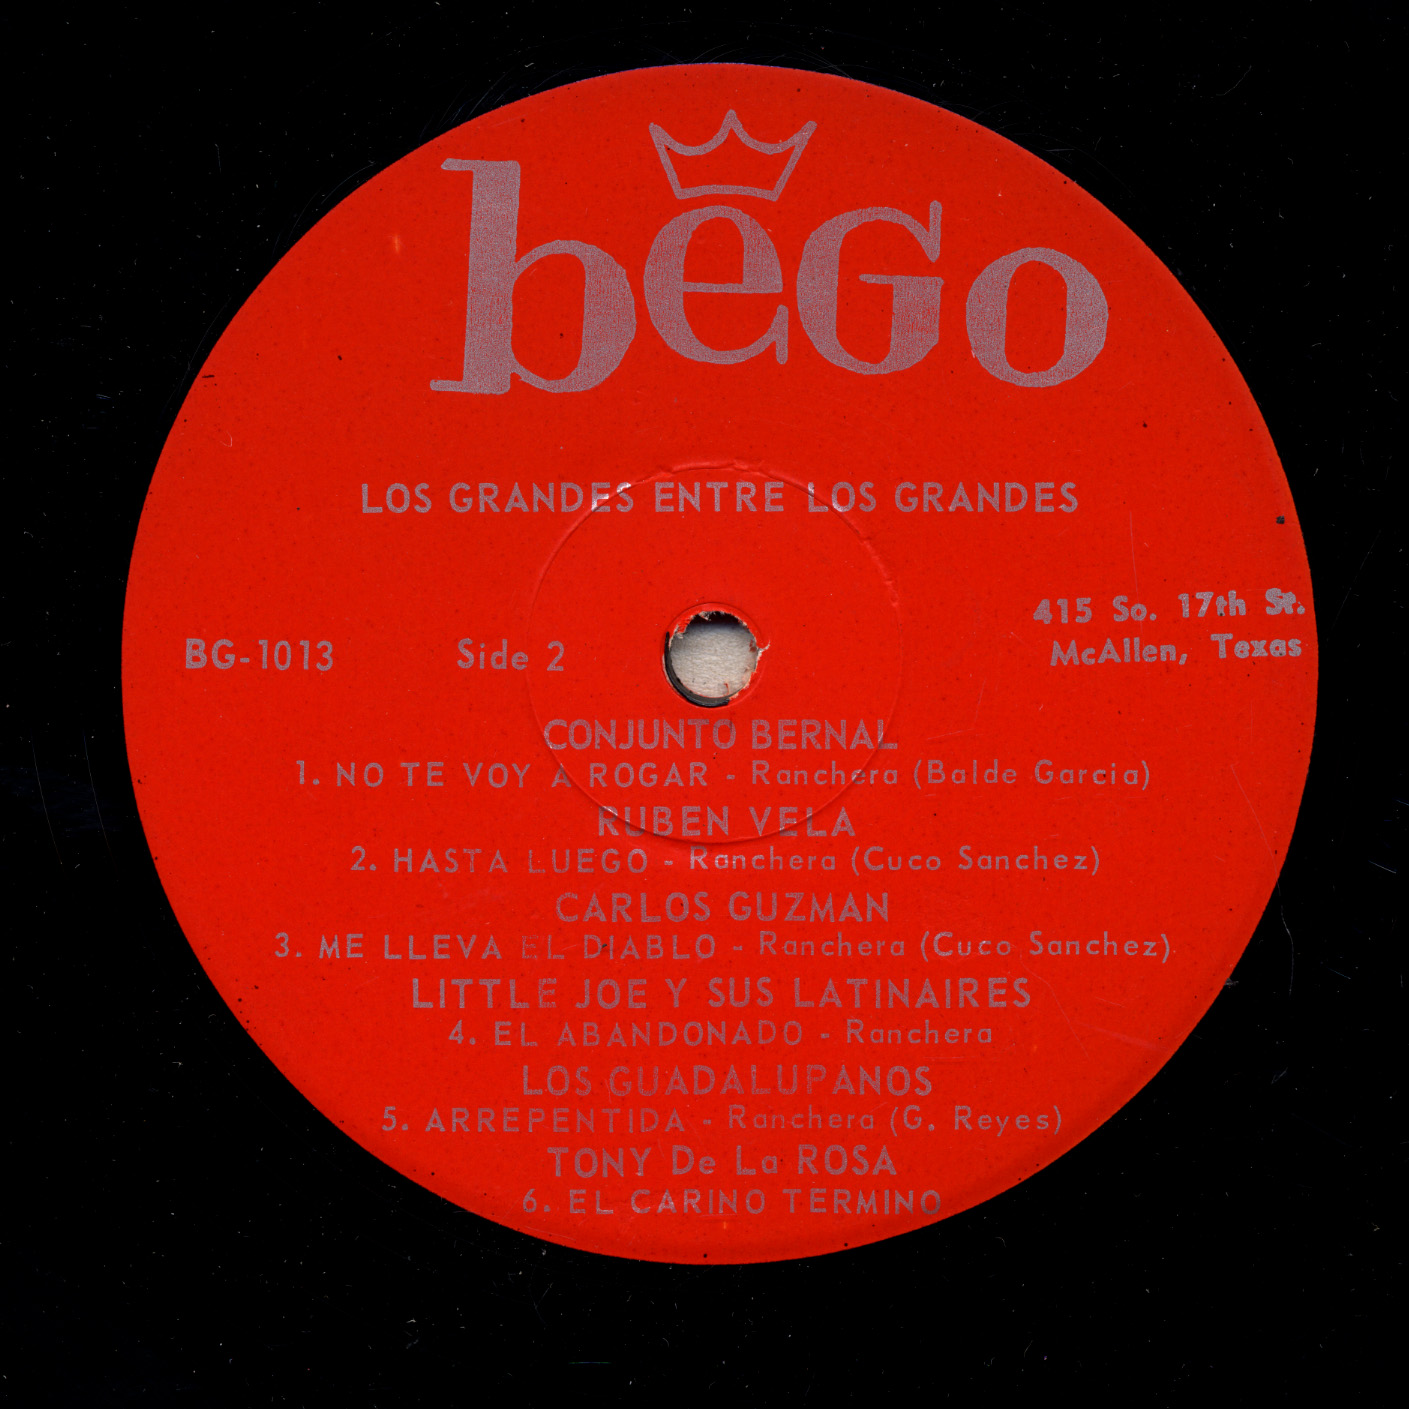 beGo
LOS GRANDES ENTRE LOS GRANDES
415 So. 17th St.
McAllen, Texas
BG-1013 Side 2
CONJUNTO BERNAL
1. NO TE VOY A ROGAR - Ranchera (Balde Garcia)
RUBEN VELA
2. HASTA LUEGO - Ranchera (Cuco Sanchez)
CARLOS GUZMAN
3. ME LLEVA EL DIABLO - Ranchera (Cuco Sanchez).
LITTLE JOE Y SUS LATINAIRES
4. EL ABANDONADO - Ranchera
LOS GUADALUPANOS
5. ARREPENTIDA - Ranchera (G. Reyes)
TONY De La ROSA
6. EL CARINO TERMINO